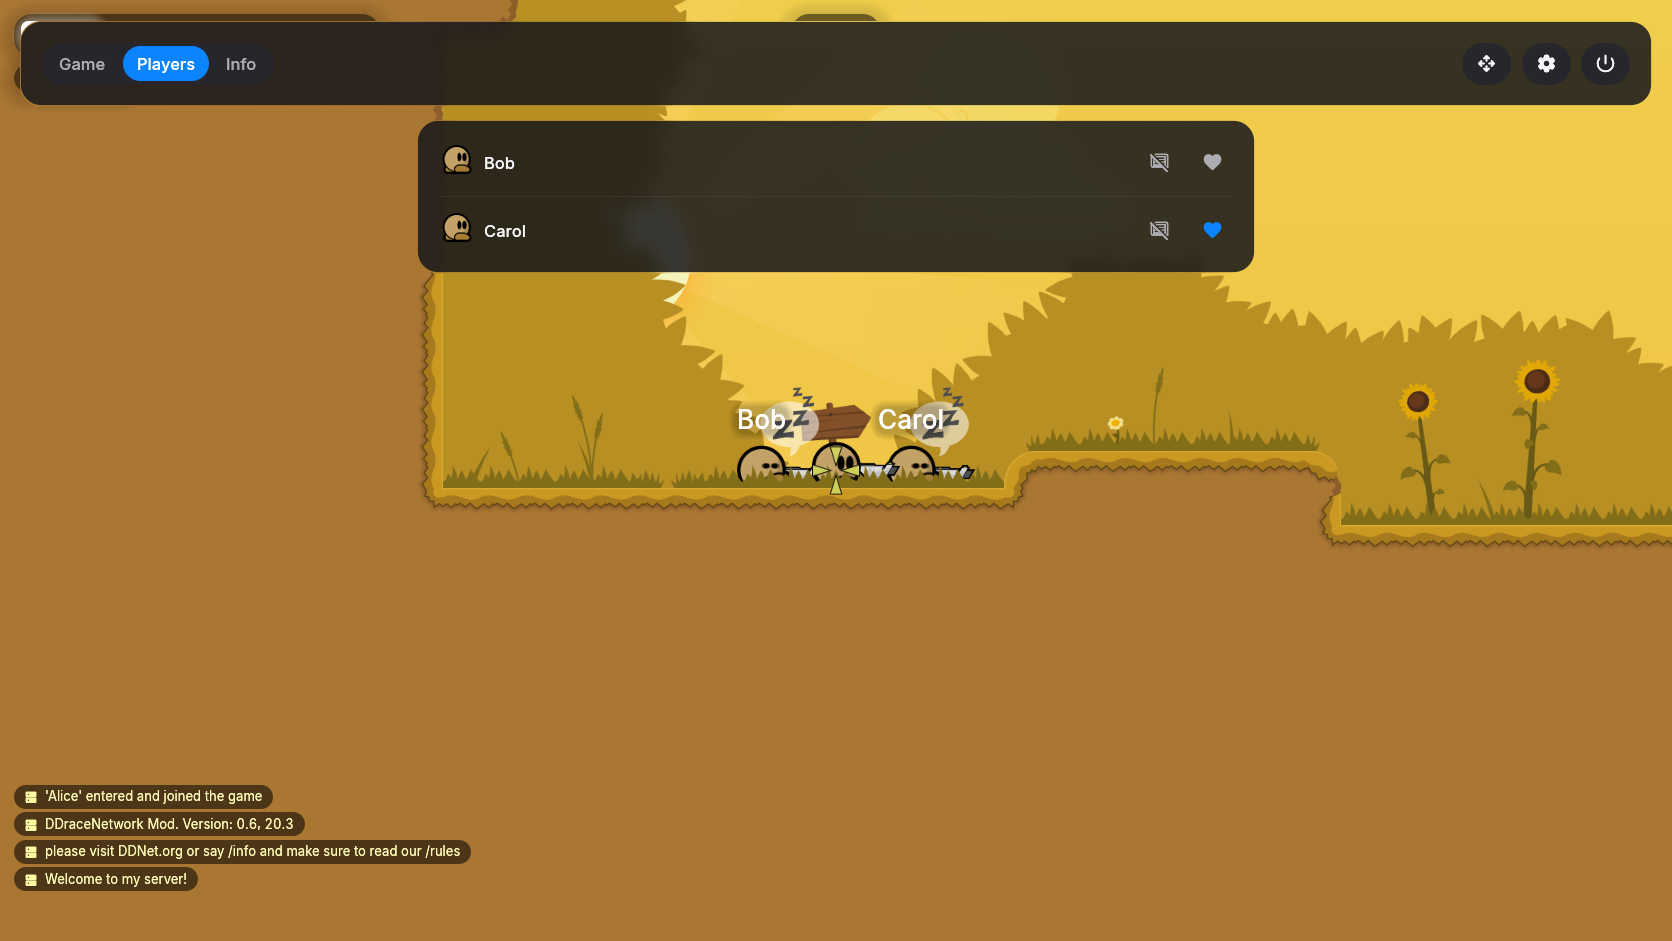 Game Players Info
Bob
Carol
Bob Carol
'Alice' entered and joined the game
DDraceNetwork Mod. Version: 0.6, 20.3
please visit DDNet.org or say /info and make sure to read our /rules
Welcome to my server!